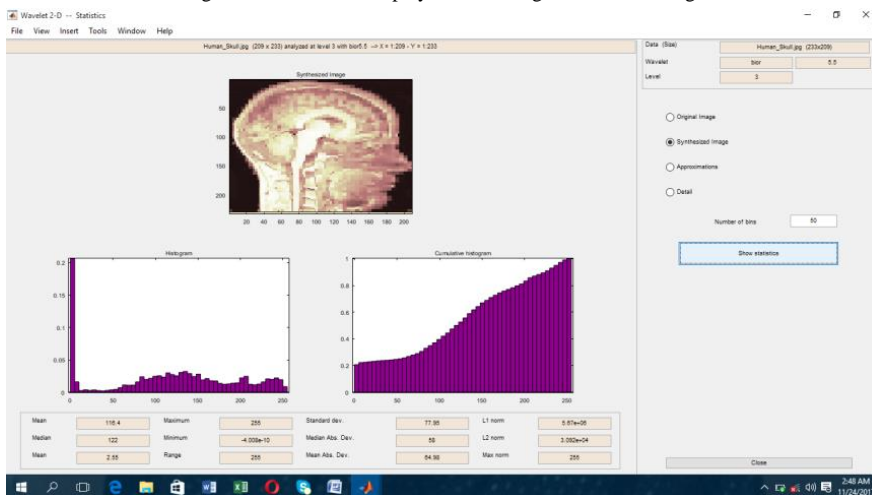 Wavelet 2-D -- Statistics
File View Insert Tools Window Help
Human_Skull.jpg (209 x 233) analyzed at level 3 with bior5.5 --> X = 1:209 - Y = 1:233
Data (Size) Human_Skull.jpg (233x209)
Wavelet bior 5.5
Level 3
Synthesized Image
50
100
150
200
20 40 60 80 100 120 140 160 180 200
Original Image
Synthesized Image
Approximations
Detail
Number of bins 50
Show statistics
Histogram
0.2
0.15
0.1
0.05
0
0 50 100 150 200 250
Cumulative histogram
1
0.8
0.6
0.4
0.2
0
0 50 100 150 200 250
Mean 116.4 Maximum 255 Standard dev. 77.95 L1 norm 5.67e+06
Median 122 Minimum -4.008e-10 Median Abs. Dev. 58 L2 norm 3.092e+04
Mean 2.55 Range 255 Mean Abs. Dev. 64.98 Max norm 255
Close
2:48 AM
11/24/201